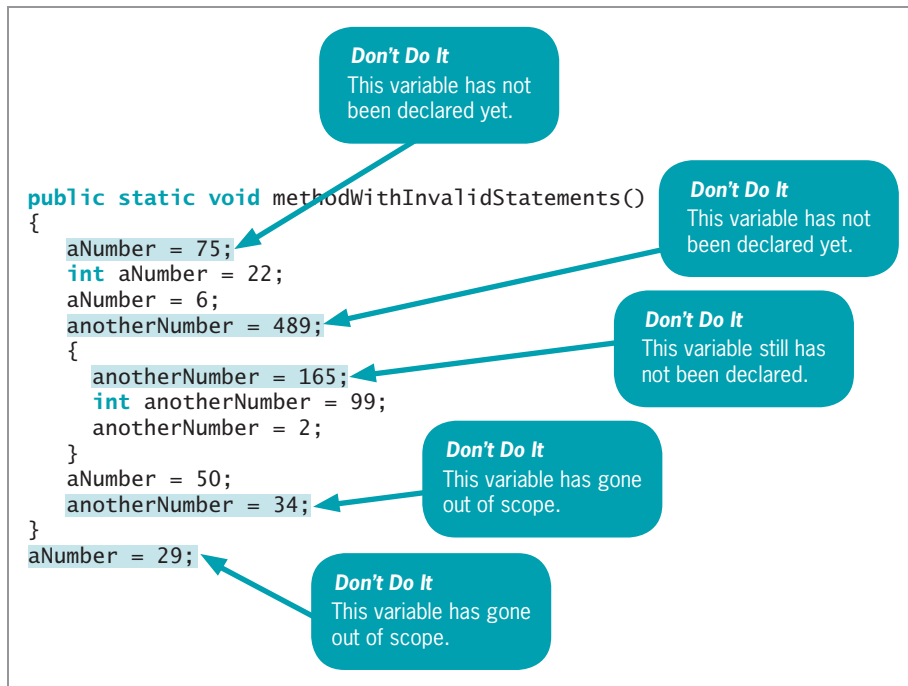 Don't Do It
This variable has not
been declared yet.
public static void methodWithInvalidStatements()
{
aNumber = 75;
int aNumber = 22;
aNumber = 6;
anotherNumber = 489;
{
anotherNumber = 165;
int anotherNumber = 99;
anotherNumber = 2;
}
aNumber = 50;
anotherNumber = 34;
}
aNumber = 29;
Don't Do It
This variable has not
been declared yet.
Don't Do It
This variable still has
not been declared.
Don't Do It
This variable has gone
out of scope.
Don't Do It
This variable has gone
out of scope.